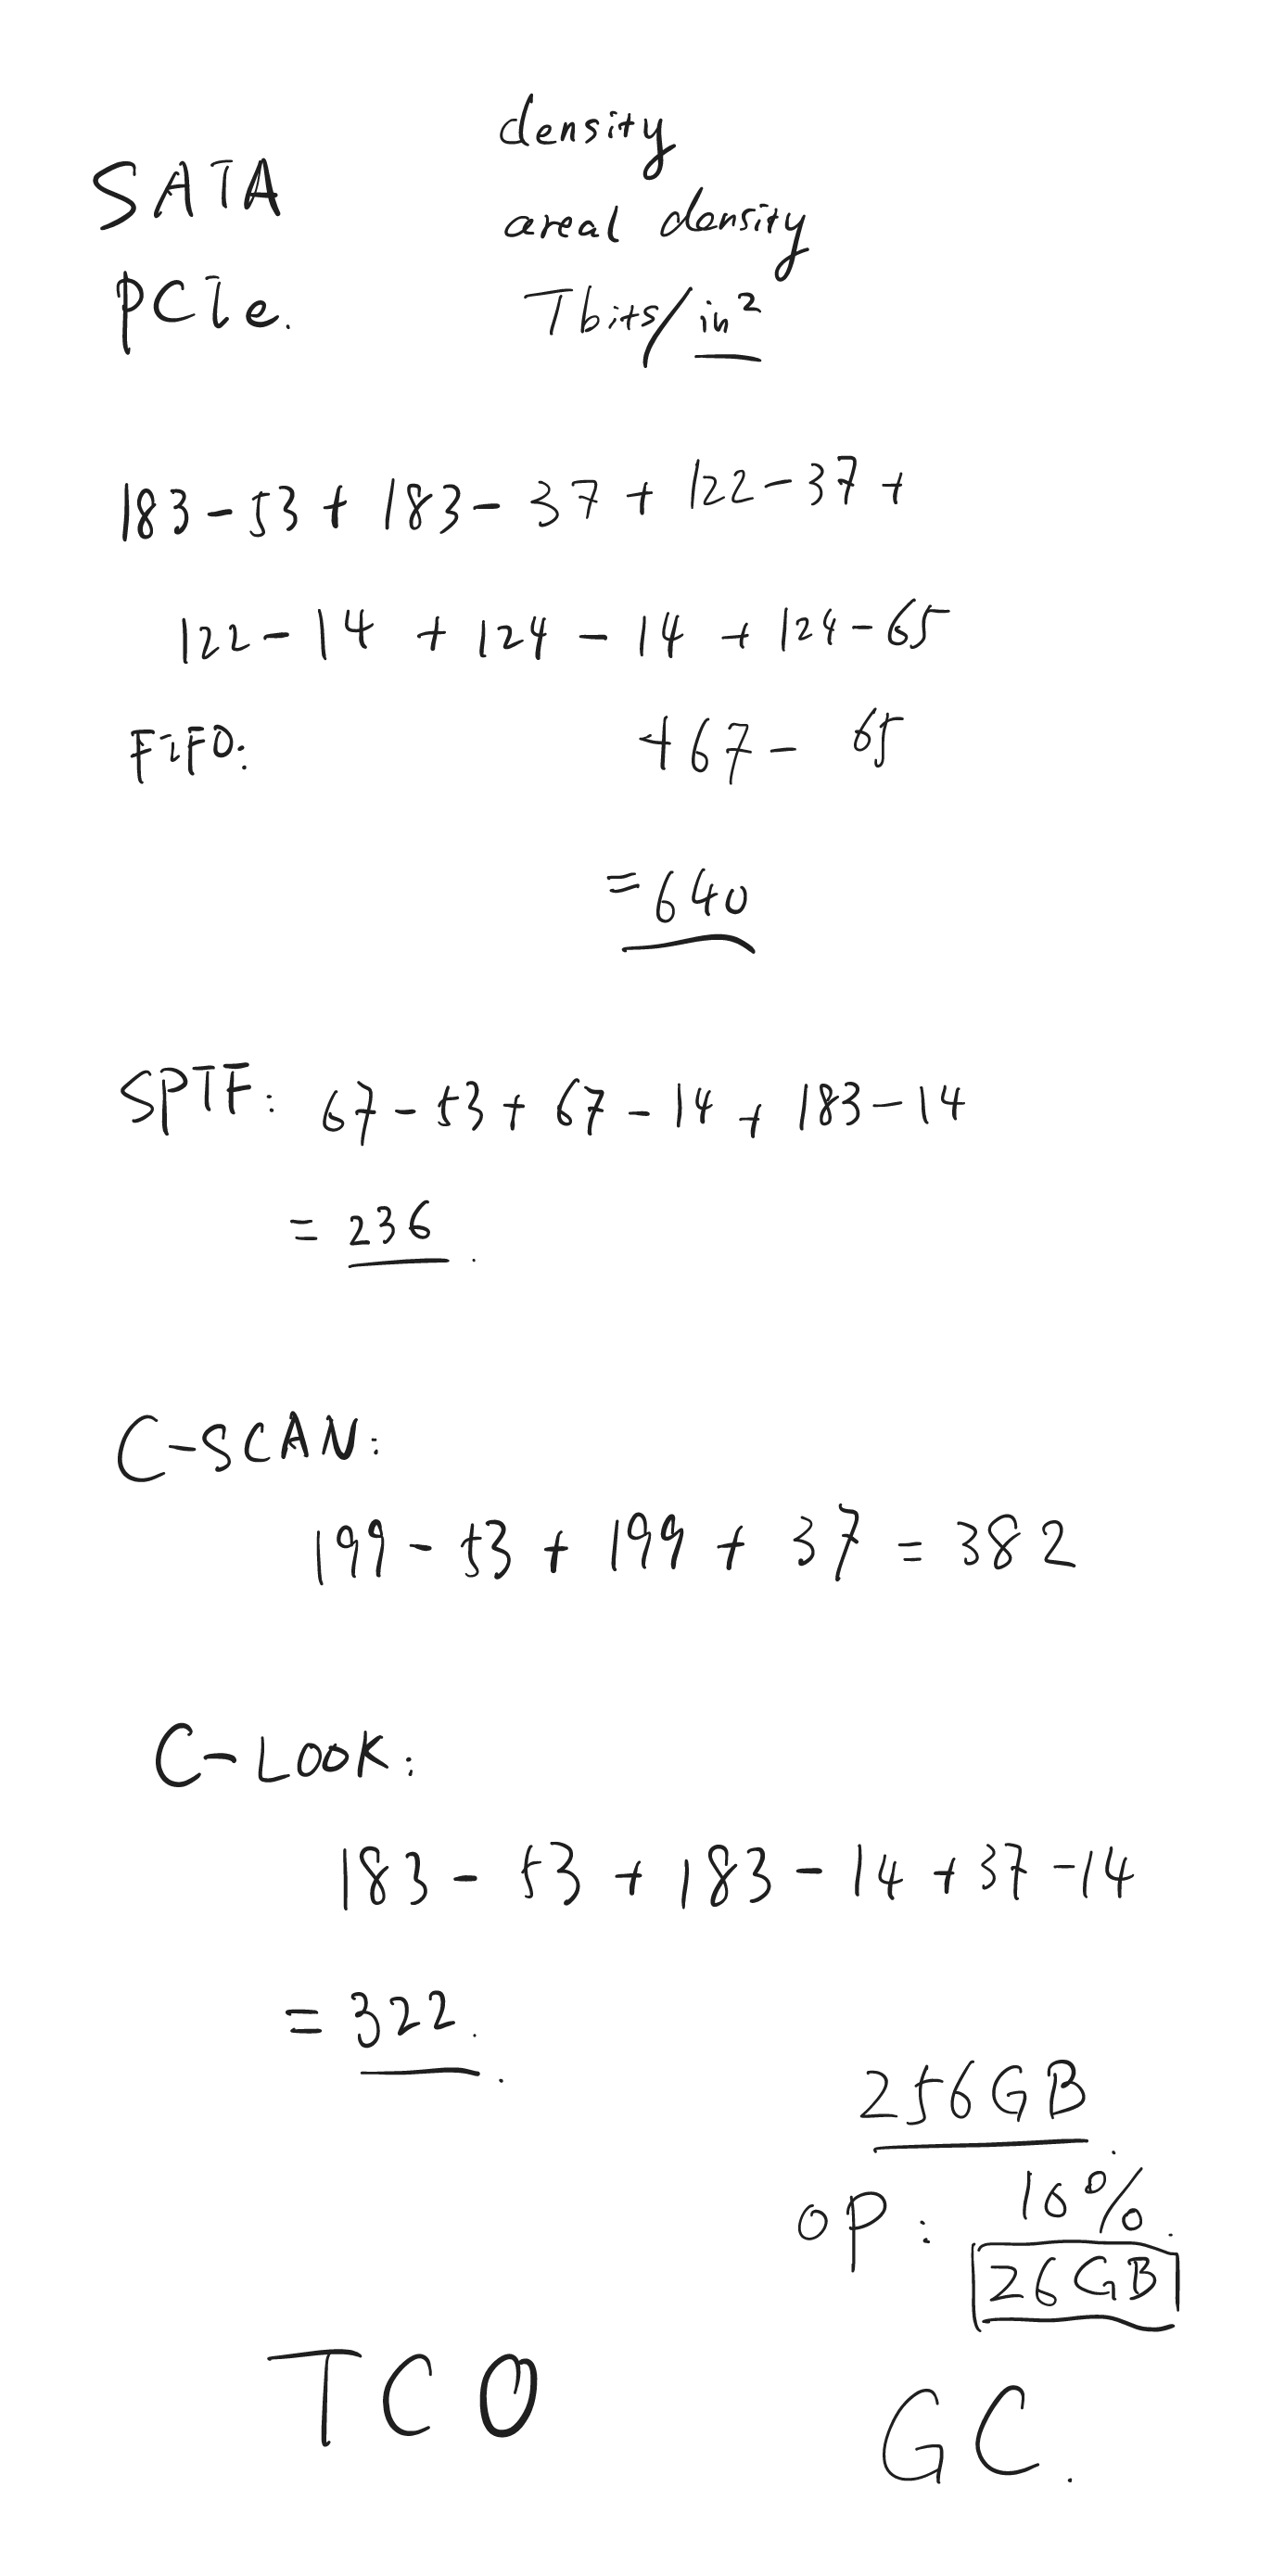 density
SATA
areal density
PCIe.
Tbits/in²
183-53+183-37+122-37+
122-14+124-14+124-65
FIFO:
+67-65
=640
SPTF: 67-53+67-14+183-14
= 236.
C-SCAN:
199-53+199+37=382
C-LOOK:
183-53+183-14+37-14
= 322.
256GB.
OP: 10%.
26GB
TCO
GC.